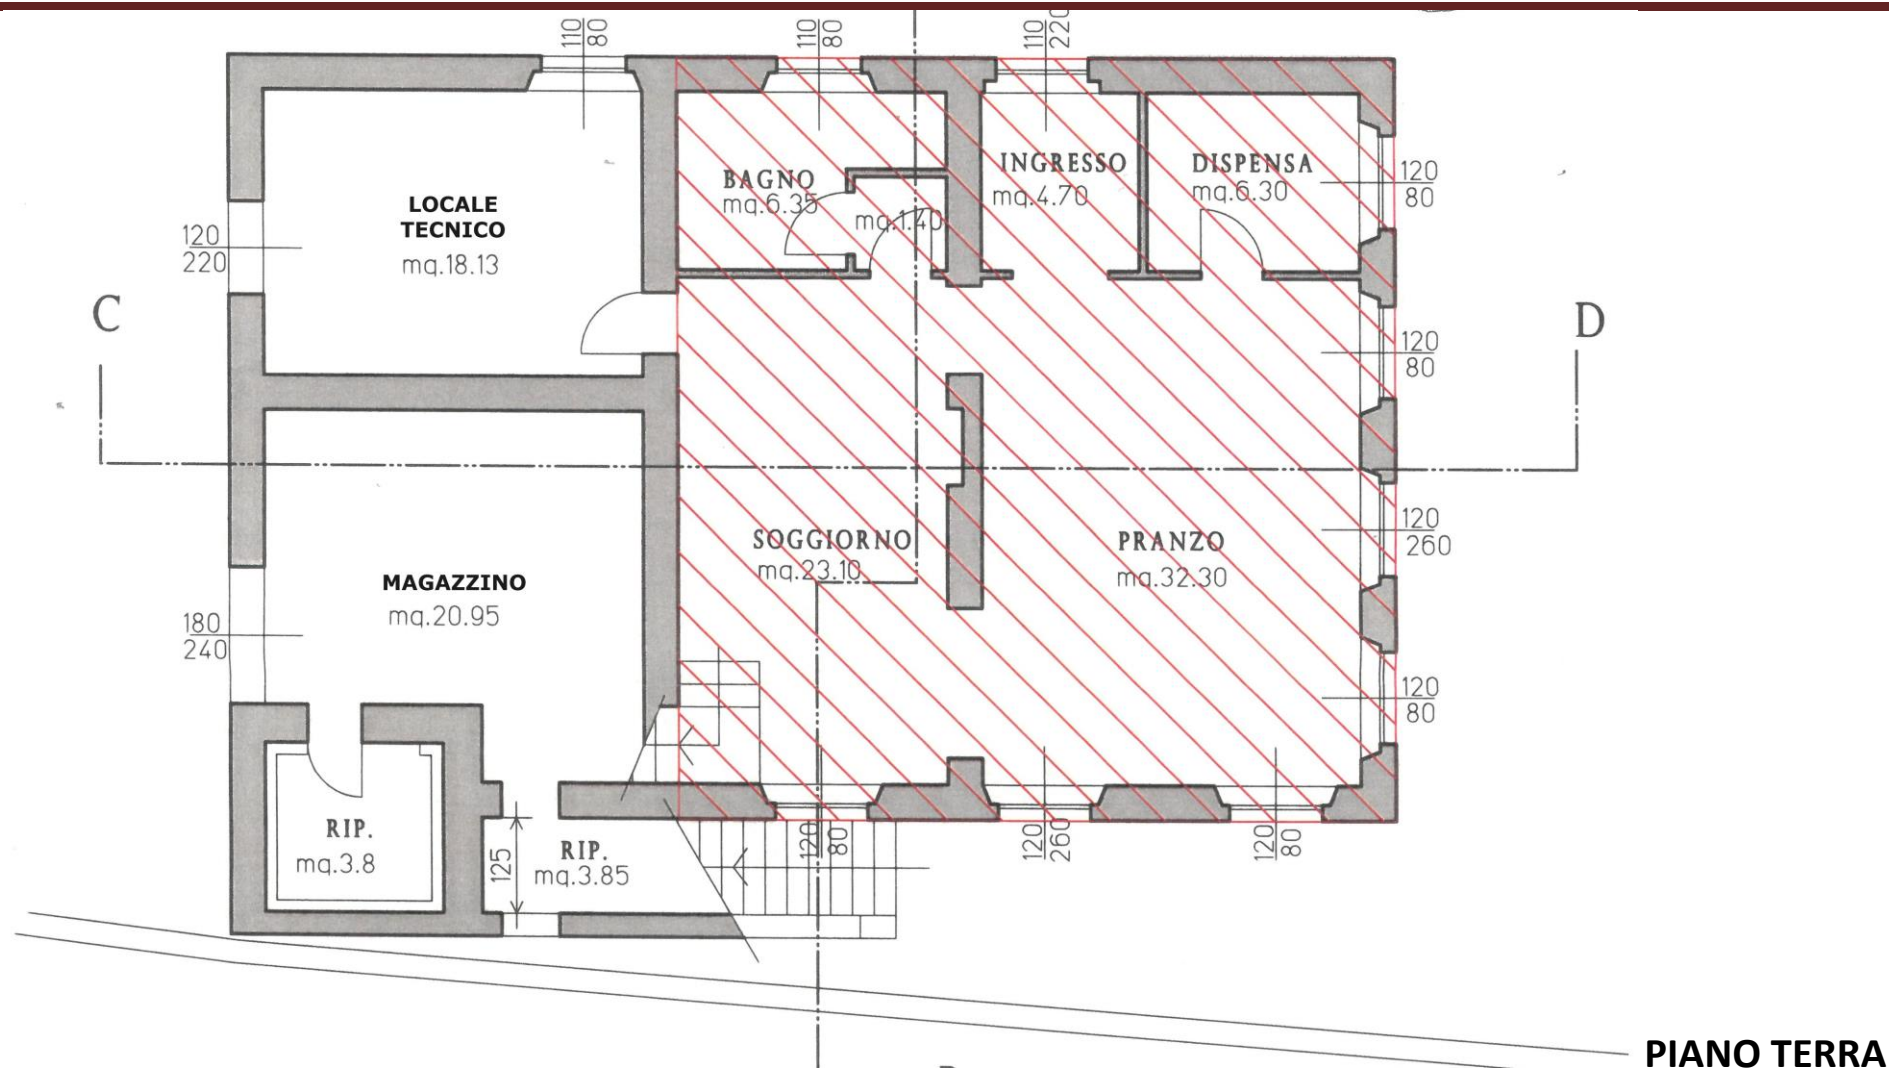 110
80
110
80
110
220
BAGNO
mq.6.35
mq.1.40
INGRESSO
mq.4.70
DISPENSA
mq.6.30
120
80
LOCALE
TECNICO
mq.18.13
120
220
C
D
120
80
SOGGIORNO
mq.23.10
PRANZO
mq.32.30
120
260
MAGAZZINO
mq.20.95
180
240
120
80
RIP.
mq.3.8
125
RIP.
mq.3.85
120
80
120
260
120
80
PIANO TERRA